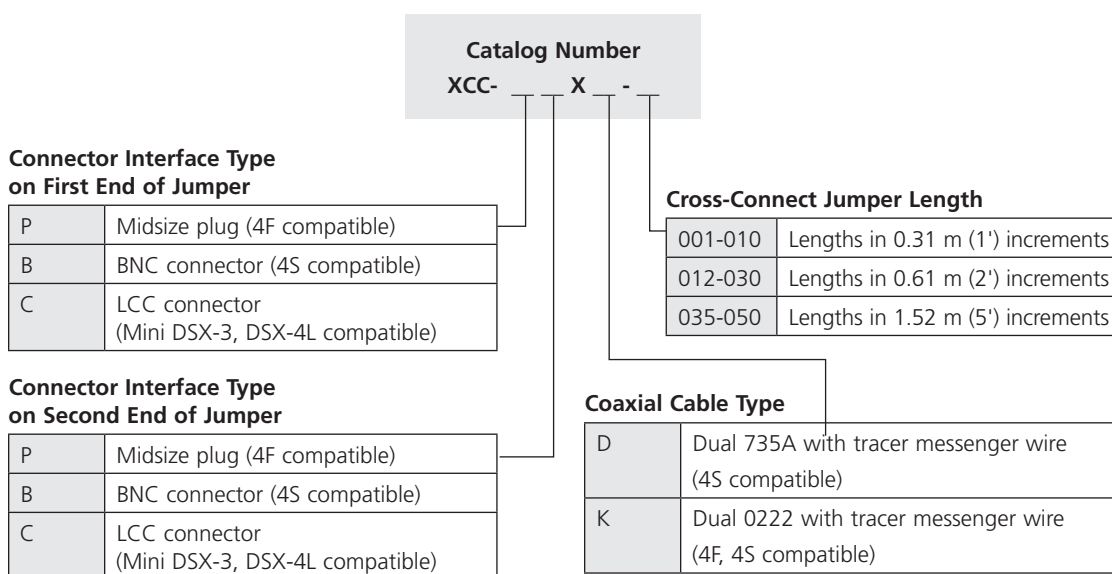 Catalog Number
XCC- __ __ X __ - __
Connector Interface Type
on First End of Jumper
P Midsize plug (4F compatible)
B BNC connector (4S compatible)
C LCC connector
(Mini DSX-3, DSX-4L compatible)
Connector Interface Type
on Second End of Jumper
P Midsize plug (4F compatible)
B BNC connector (4S compatible)
C LCC connector
(Mini DSX-3, DSX-4L compatible)
Cross-Connect Jumper Length
001-010 Lengths in 0.31 m (1') increments
012-030 Lengths in 0.61 m (2') increments
035-050 Lengths in 1.52 m (5') increments
Coaxial Cable Type
D Dual 735A with tracer messenger wire
(4S compatible)
K Dual 0222 with tracer messenger wire
(4F, 4S compatible)